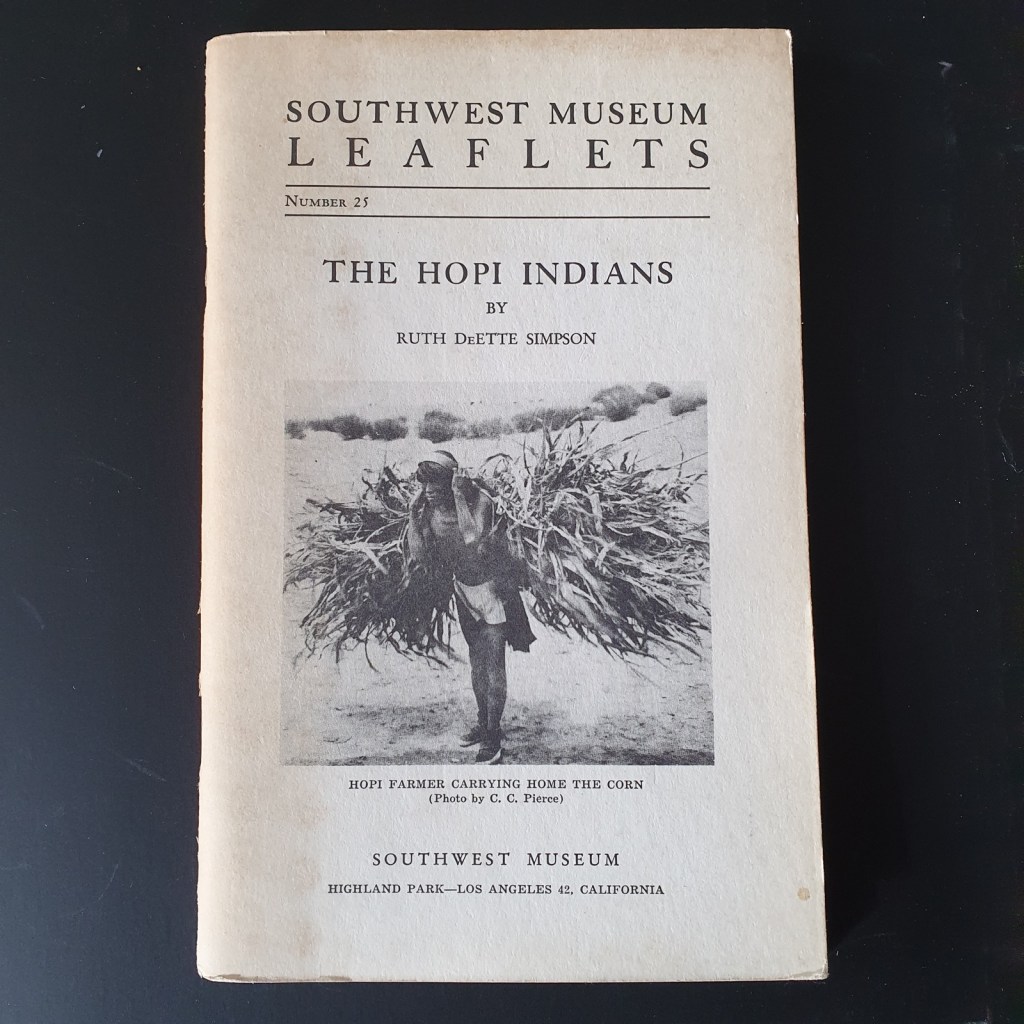 SOUTHWEST MUSEUM
LEAFLETS
NUMBER 25
THE HOPI INDIANS
BY
RUTH DEETTE SIMPSON
HOPI FARMER CARRYING HOME THE CORN
(Photo by C. C. Pierce)
SOUTHWEST MUSEUM
HIGHLAND PARK—LOS ANGELES 42, CALIFORNIA